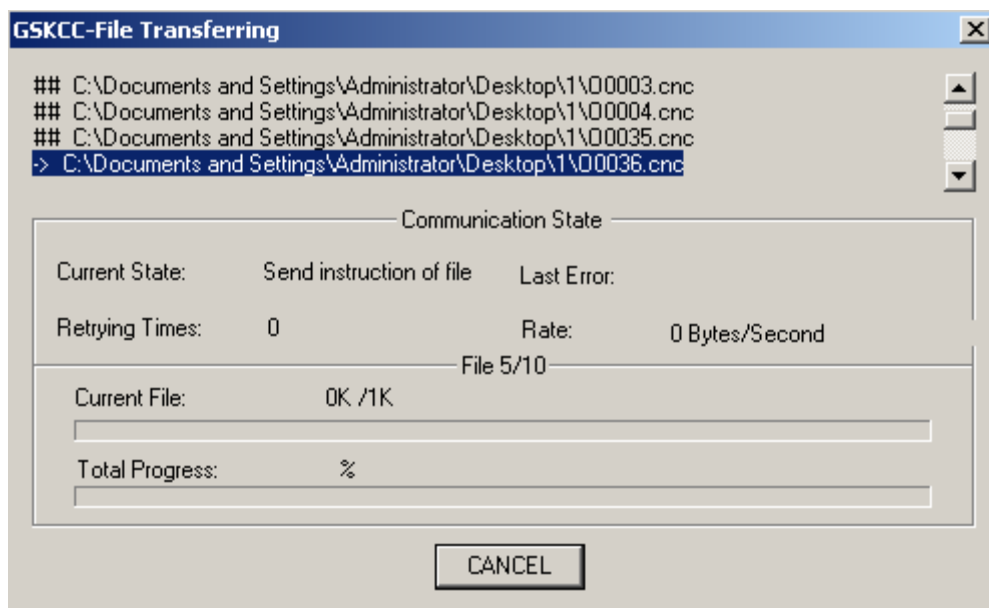 GSKCC-File Transferring
## C:\Documents and Settings\Administrator\Desktop\1\O0003.cnc
## C:\Documents and Settings\Administrator\Desktop\1\O0004.cnc
## C:\Documents and Settings\Administrator\Desktop\1\O0035.cnc
-> C:\Documents and Settings\Administrator\Desktop\1\O0036.cnc
Communication State
Current State: Send instruction of file Last Error:
Retrying Times: 0 Rate: 0 Bytes/Second
File 5/10
Current File: 0K /1K
Total Progress: %
CANCEL